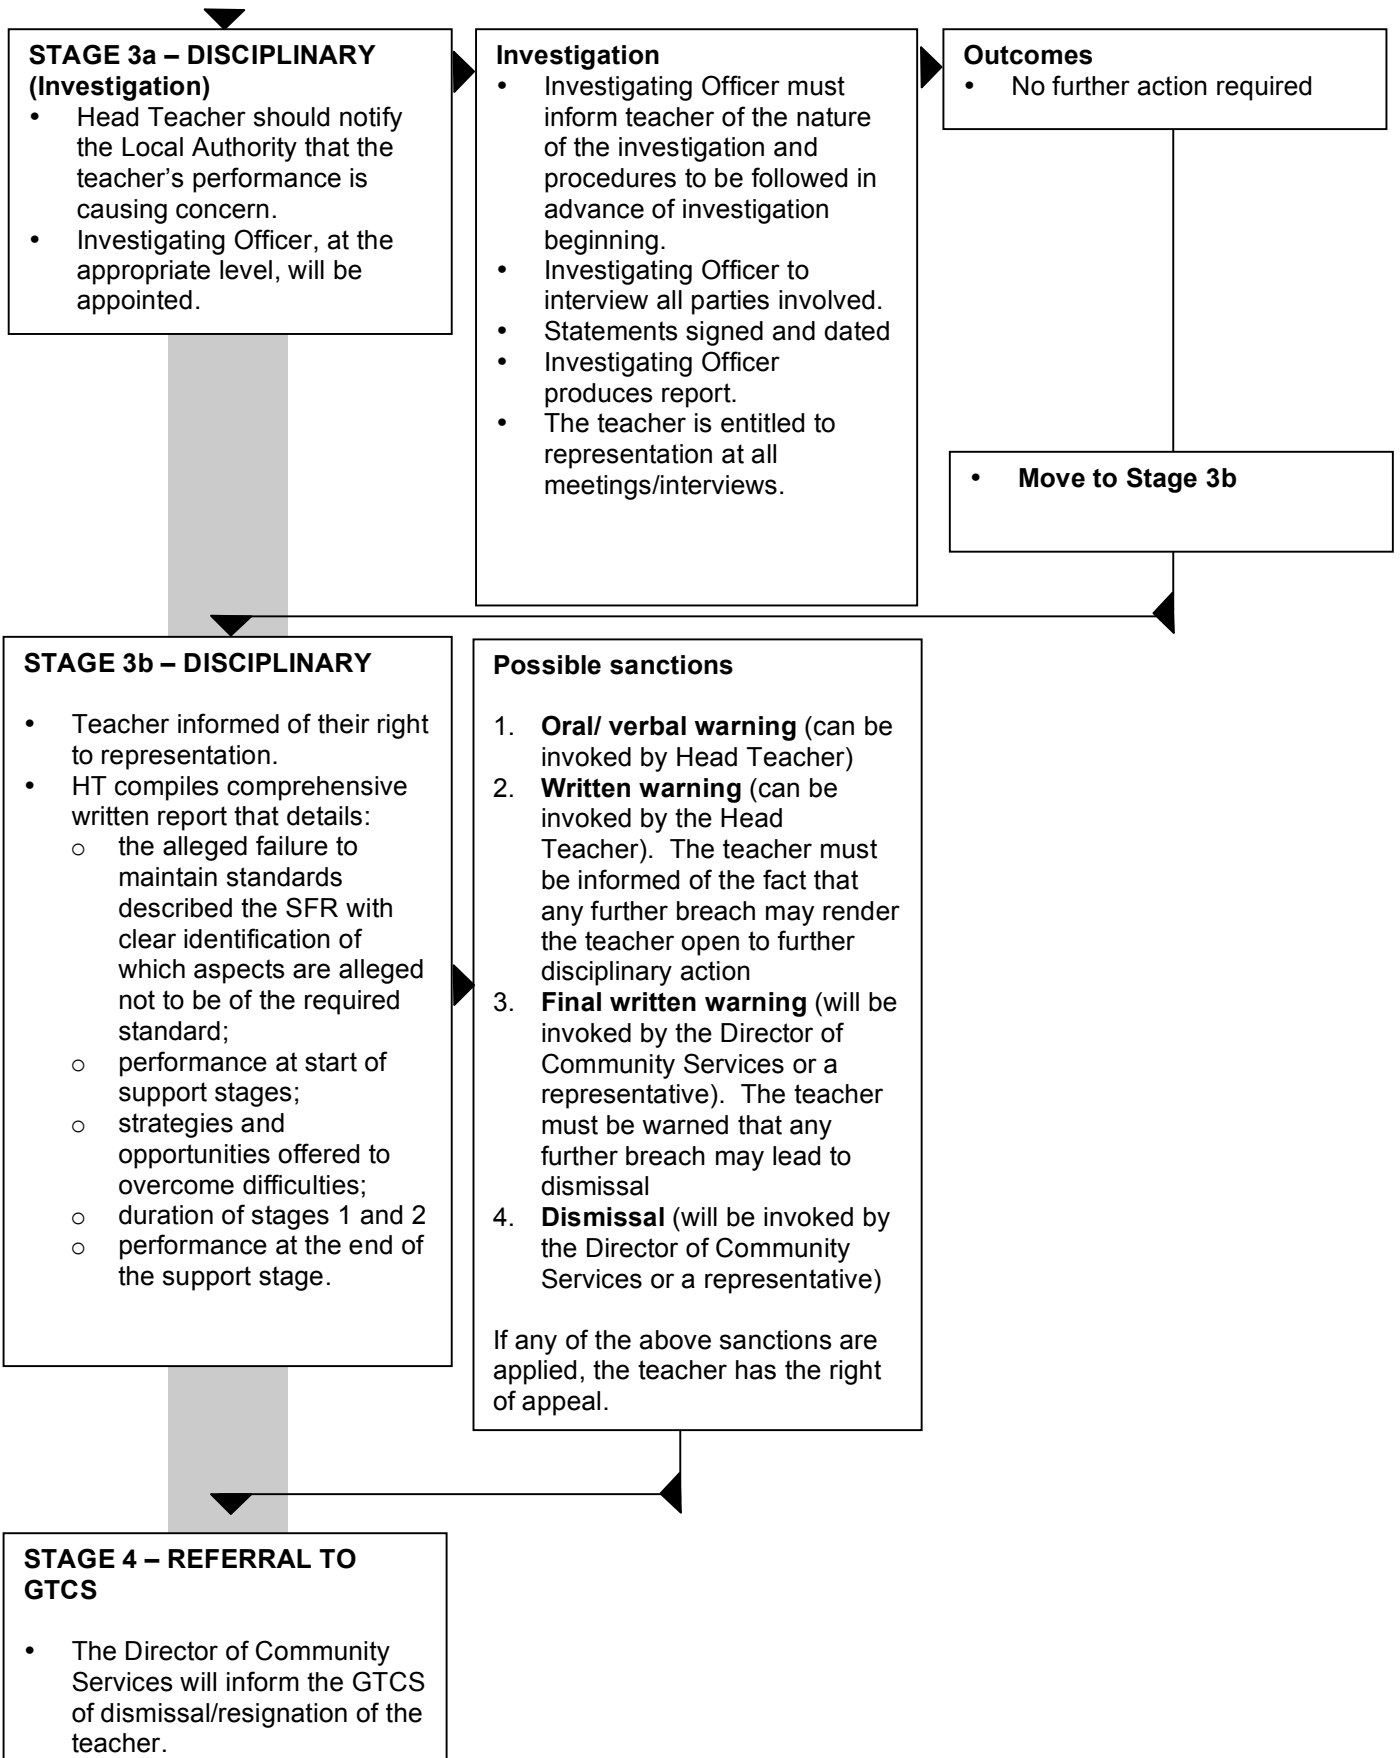 STAGE 3a – DISCIPLINARY
(Investigation)
• Head Teacher should notify
the Local Authority that the
teacher’s performance is
causing concern.
• Investigating Officer, at the
appropriate level, will be
appointed.
Investigation
• Investigating Officer must
inform teacher of the nature
of the investigation and
procedures to be followed in
advance of investigation
beginning.
• Investigating Officer to
interview all parties involved.
• Statements signed and dated
• Investigating Officer
produces report.
• The teacher is entitled to
representation at all
meetings/interviews.
Outcomes
• No further action required
• Move to Stage 3b
STAGE 3b – DISCIPLINARY
• Teacher informed of their right
to representation.
• HT compiles comprehensive
written report that details:
o the alleged failure to
maintain standards
described the SFR with
clear identification of
which aspects are alleged
not to be of the required
standard;
o performance at start of
support stages;
o strategies and
opportunities offered to
overcome difficulties;
o duration of stages 1 and 2
o performance at the end of
the support stage.
Possible sanctions
1. Oral/ verbal warning (can be
invoked by Head Teacher)
2. Written warning (can be
invoked by the Head
Teacher). The teacher must
be informed of the fact that
any further breach may render
the teacher open to further
disciplinary action
3. Final written warning (will be
invoked by the Director of
Community Services or a
representative). The teacher
must be warned that any
further breach may lead to
dismissal
4. Dismissal (will be invoked by
the Director of Community
Services or a representative)
If any of the above sanctions are
applied, the teacher has the right
of appeal.
STAGE 4 – REFERRAL TO
GTCS
• The Director of Community
Services will inform the GTCS
of dismissal/resignation of the
teacher.